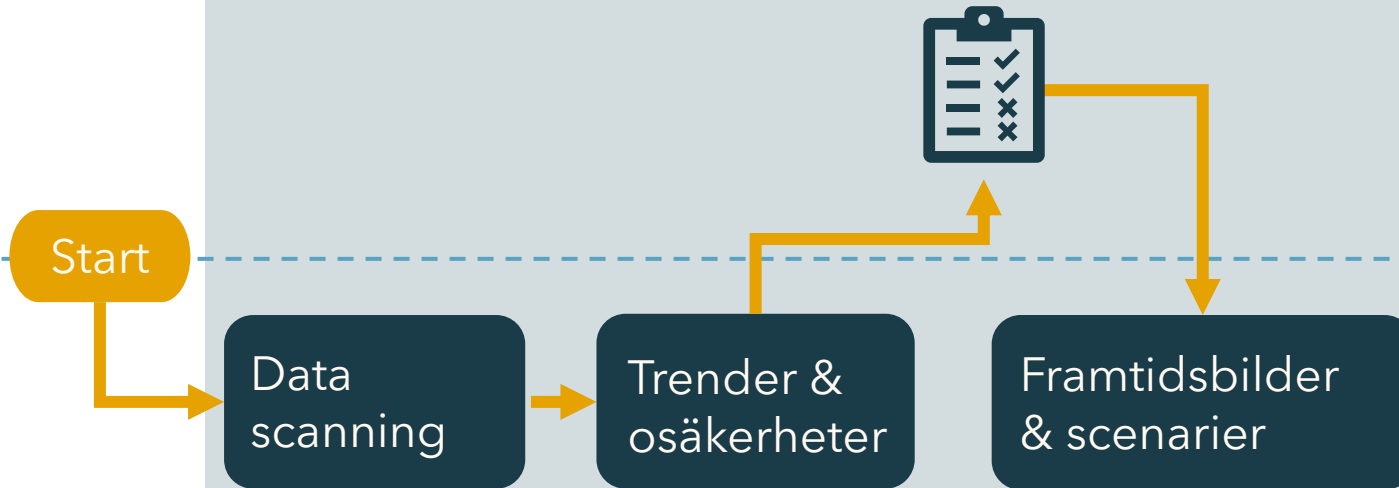 Start
Data
scanning
Trender &
osäkerheter
Framtidsbilder
& scenarier